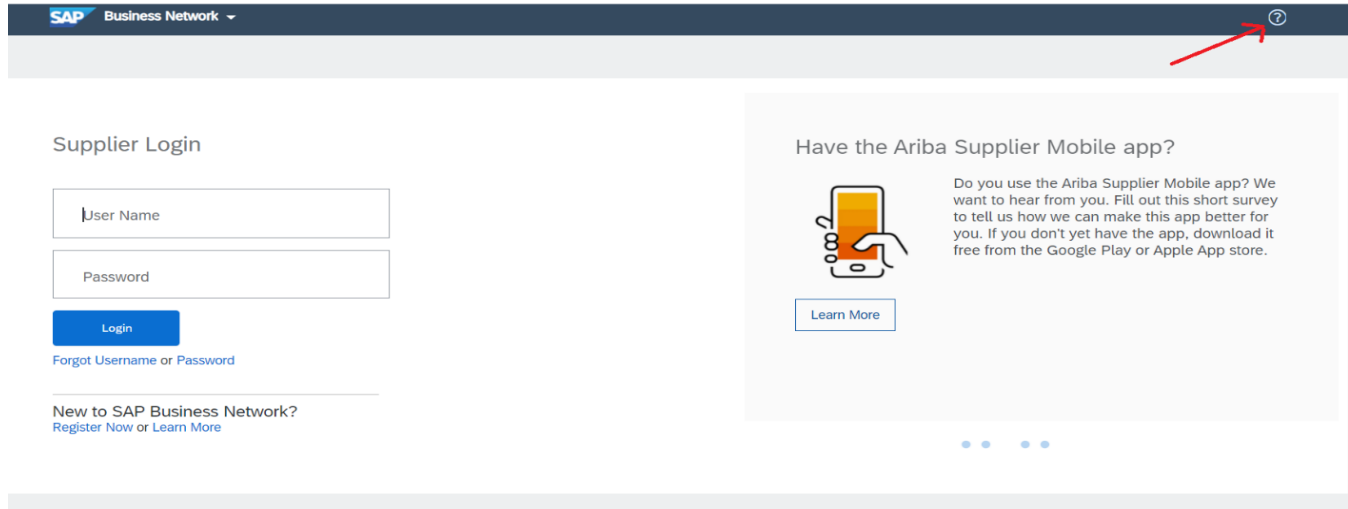 SAP Business Network
?
Supplier Login
User Name
Password
Login
Forgot Username or Password
New to SAP Business Network?
Register Now or Learn More
Have the Ariba Supplier Mobile app?
Do you use the Ariba Supplier Mobile app? We
want to hear from you. Fill out this short survey
to tell us how we can make this app better for
you. If you don't yet have the app, download it
free from the Google Play or Apple App store.
Learn More